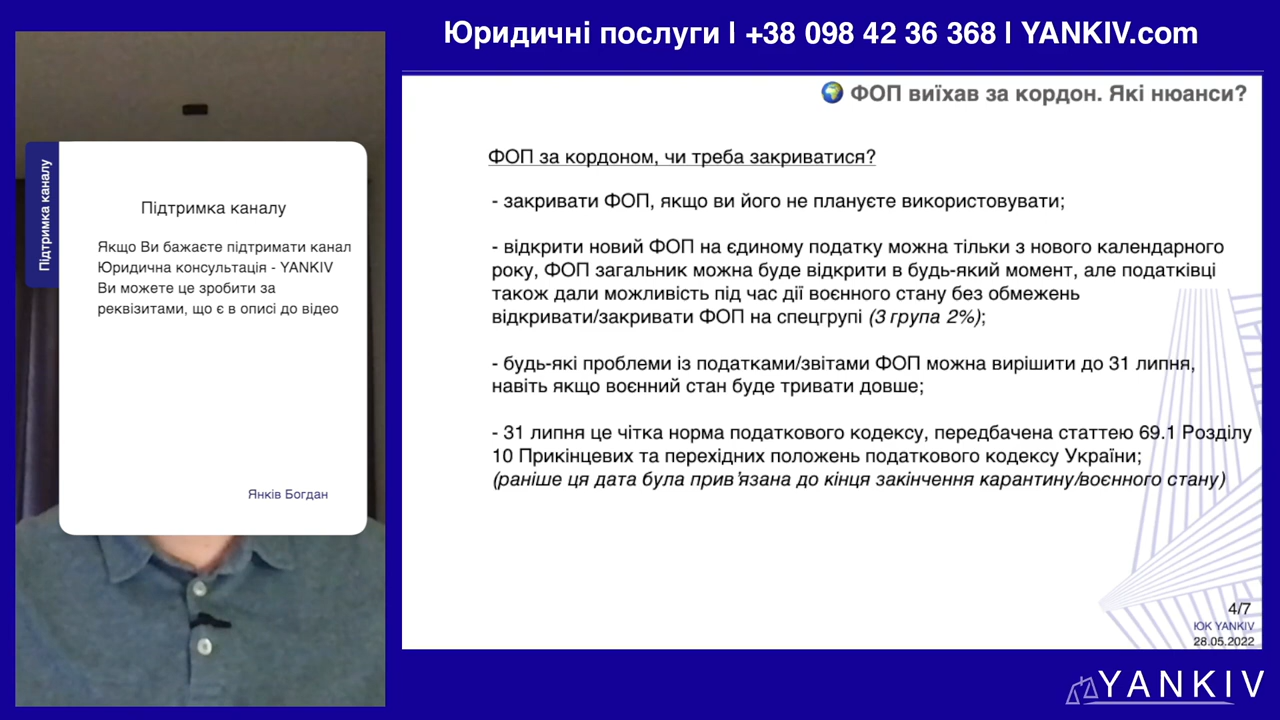 Юридичні послуги | +38 098 42 36 368 | YANKIV.com
Підтримка каналу
Підтримка каналу
Якщо Ви бажаєте підтримати канал
Юридична консультація - YANKIV
Ви можете це зробити за
реквізитами, що є в описі до відео
Янків Богдан
ФОП виїхав за кордон. Які нюанси?
ФОП за кордоном, чи треба закриватися?
- закривати ФОП, якщо ви його не плануєте використовувати;
- відкрити новий ФОП на єдиному податку можна тільки з нового календарного
року, ФОП загальник можна буде відкрити в будь-який момент, але податківці
також дали можливість під час дії воєнного стану без обмежень
відкривати/закривати ФОП на спецгрупі (3 група 2%);
- будь-які проблеми із податками/звітами ФОП можна вирішити до 31 липня,
навіть якщо воєнний стан буде тривати довше;
- 31 липня це чітка норма податкового кодексу, передбачена статтею 69.1 Розділу
10 Прикінцевих та перехідних положень податкового кодексу України;
(раніше ця дата була прив’язана до кінця закінчення карантину/воєнного стану)
4/7
ЮК YANKIV
28.05.2022
YANKIV